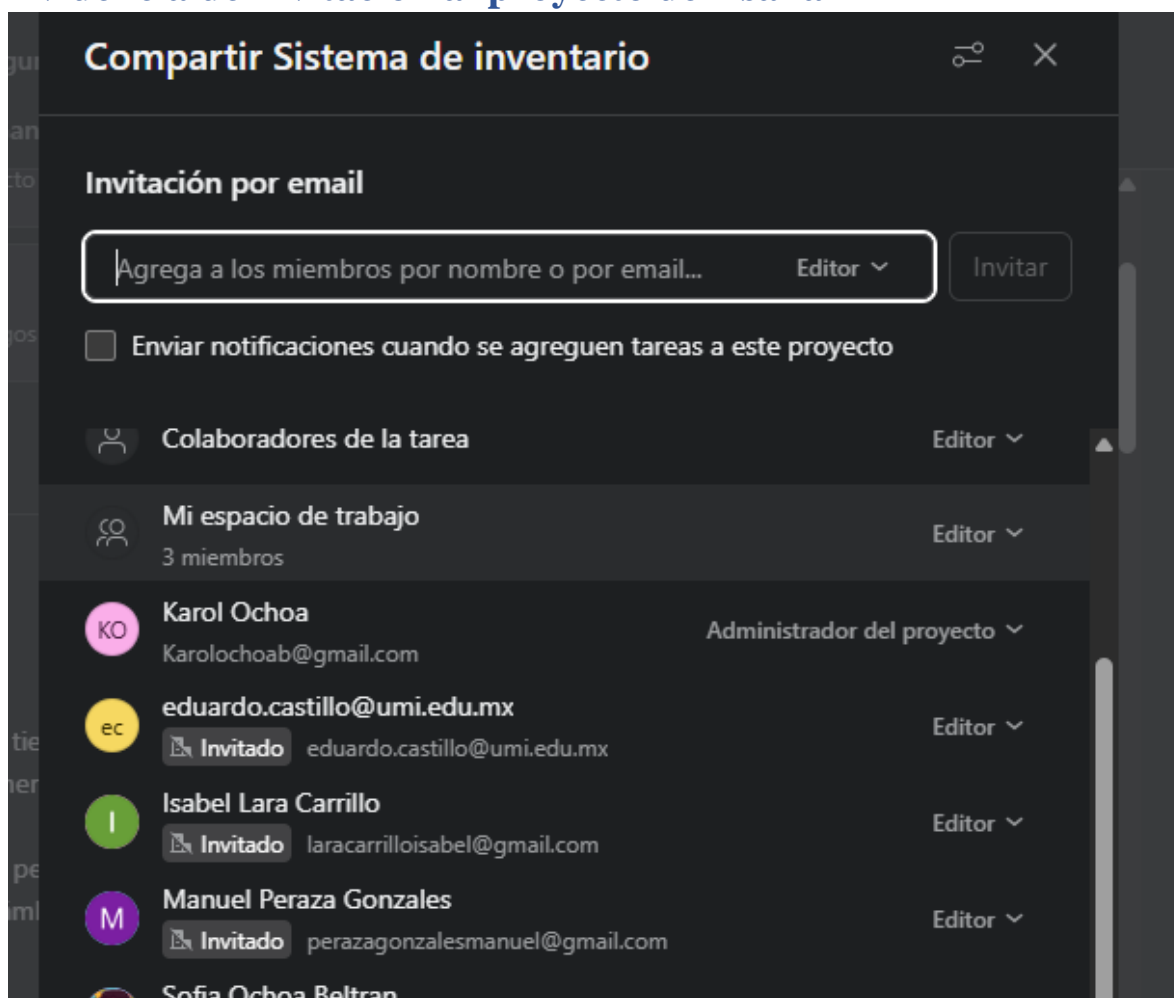 Compartir Sistema de inventario
Invitación por email
Agrega a los miembros por nombre o por email... Editor
Invitar
Enviar notificaciones cuando se agreguen tareas a este proyecto
Colaboradores de la tarea
Editor
Mi espacio de trabajo
3 miembros
Editor
KO
Karol Ochoa
Karolochoab@gmail.com
Administrador del proyecto
ec
eduardo.castillo@umi.edu.mx
Invitado eduardo.castillo@umi.edu.mx
Editor
I
Isabel Lara Carrillo
Invitado laracarrilloisabel@gmail.com
Editor
M
Manuel Peraza Gonzales
Invitado perazagonzalesmanuel@gmail.com
Editor
Sofia Ochoa Beltran